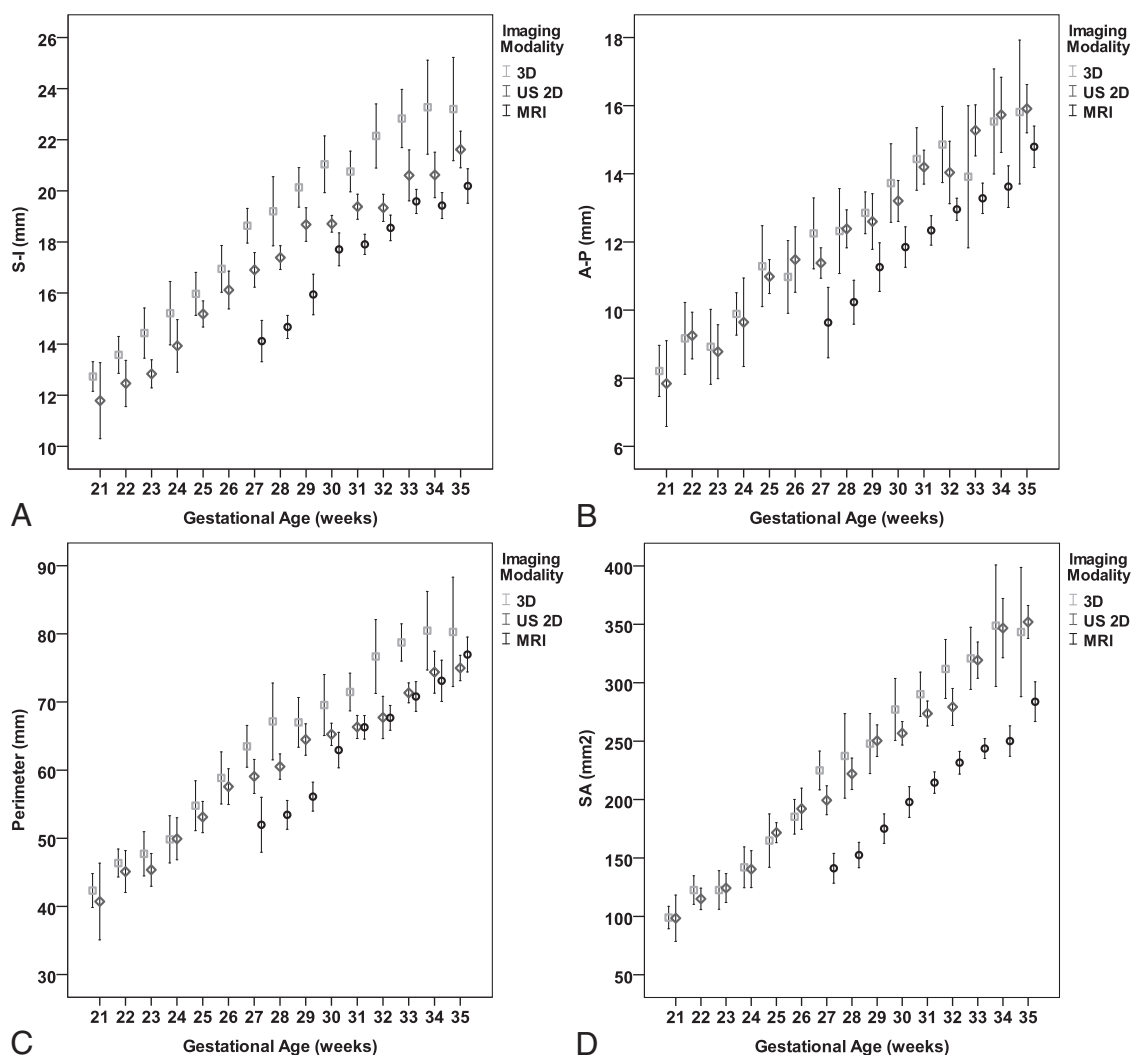 Imaging
Modality
3D
US 2D
MRI
26
24
22
20
18
16
14
12
10
S-I (mm)
21 22 23 24 25 26 27 28 29 30 31 32 33 34 35
Gestational Age (weeks)
A
Imaging
Modality
3D
US 2D
MRI
18
16
14
12
10
8
6
A-P (mm)
21 22 23 24 25 26 27 28 29 30 31 32 33 34 35
Gestational Age (weeks)
B
Imaging
Modality
3D
US 2D
MRI
90
80
70
60
50
40
30
Perimeter (mm)
21 22 23 24 25 26 27 28 29 30 31 32 33 34 35
Gestational Age (weeks)
C
Imaging
Modality
3D
US 2D
MRI
400
350
300
250
200
150
100
50
SA (mm2)
21 22 23 24 25 26 27 28 29 30 31 32 33 34 35
Gestational Age (weeks)
D